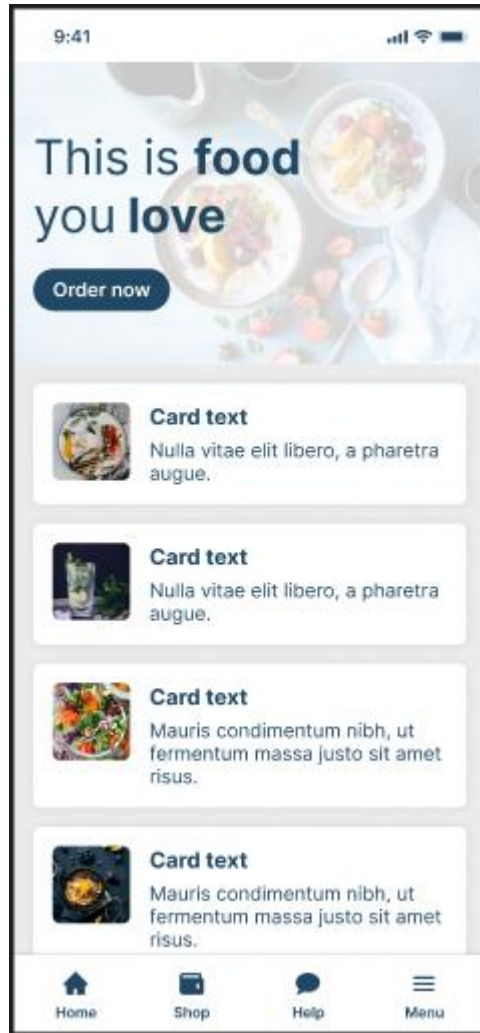 9:41
This is food
you love
Order now
Card text
Nulla vitae elit libero, a pharetra
augue.
Card text
Nulla vitae elit libero, a pharetra
augue.
Card text
Mauris condimentum nibh, ut
fermentum massa justo sit amet
risus.
Card text
Mauris condimentum nibh, ut
fermentum massa justo sit amet
risus.
Home Shop Help Menu